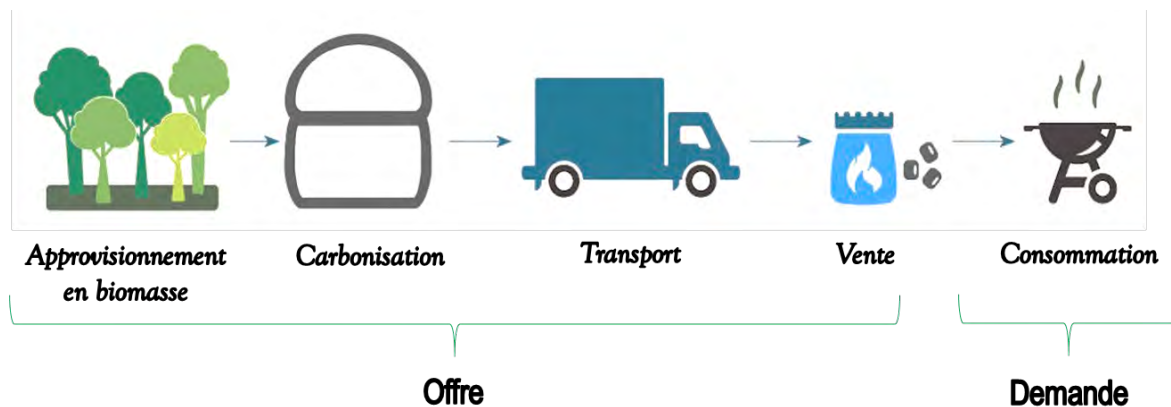 Approvisionnement
en biomasse
Carbonisation
Transport
Vente
Consommation
Offre
Demande